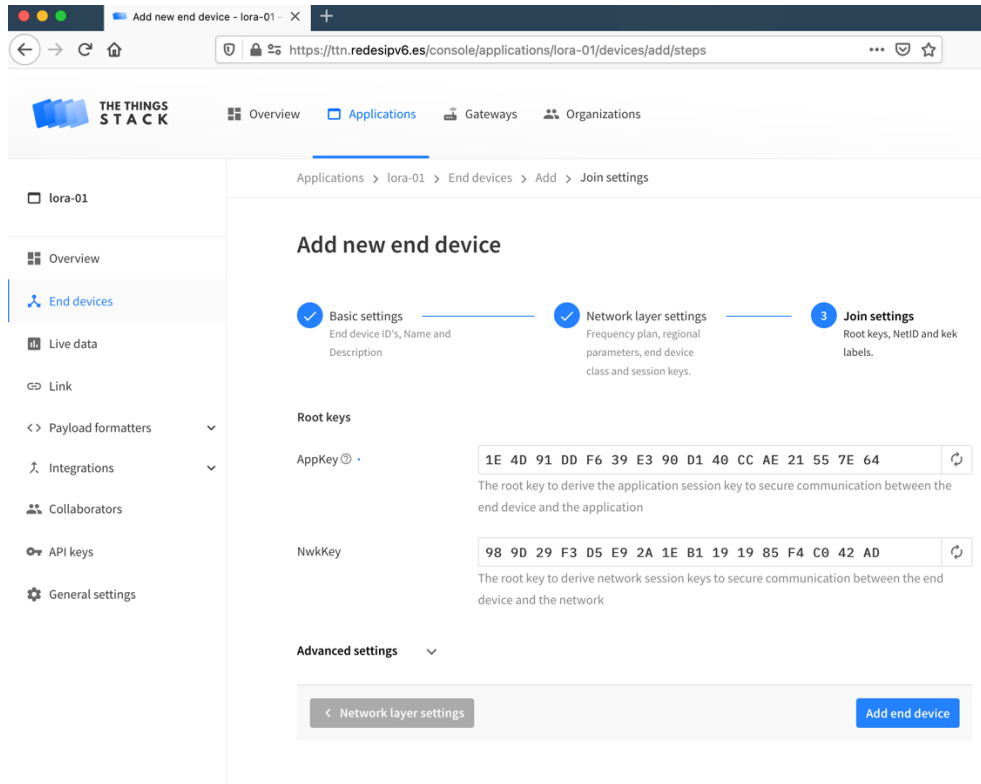 Add new end device - lora-01 -
https://ttn.redesipv6.es/console/applications/lora-01/devices/add/steps
THE THINGS
STACK
Overview
Applications
Gateways
Organizations
Applications > lora-01 > End devices > Add > Join settings
lora-01
Overview
End devices
Live data
Link
Payload formatters
Integrations
Collaborators
API keys
General settings
Add new end device
Basic settings
End device ID's, Name and
Description
Network layer settings
Frequency plan, regional
parameters, end device
class and session keys.
3
Join settings
Root keys, NetID and kek
labels.
Root keys
AppKey
1E 4D 91 DD F6 39 E3 90 D1 40 CC AE 21 55 7E 64
The root key to derive the application session key to secure communication between the
end device and the application
NwkKey
98 9D 29 F3 D5 E9 2A 1E B1 19 19 85 F4 C0 42 AD
The root key to derive network session keys to secure communication between the end
device and the network
Advanced settings
< Network layer settings
Add end device